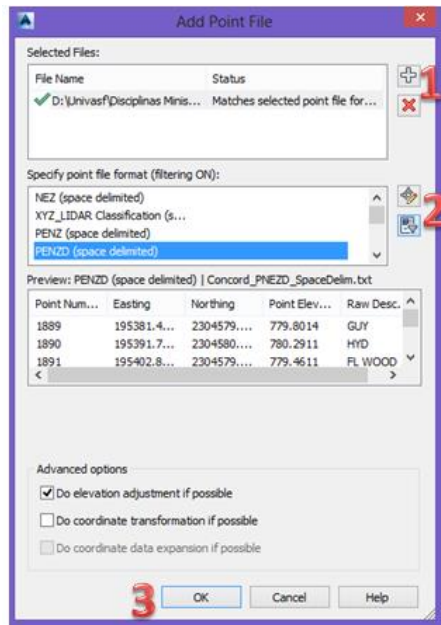 Add Point File
Selected Files:
File Name Status
D:\Univasf\Disciplinas Minis... Matches selected point file for...
1
Specify point file format (filtering ON):
NEZ (space delimited)
XYZ_LIDAR Classification (s...
PENZ (space delimited)
PENZD (space delimited)
2
Preview: PENZD (space delimited) | Concord_PNEZD_SpaceDelim.txt
Point Num... Easting Northing Point Elev... Raw Desc.
1889 195381.4... 2304579.... 779.8014 GUY
1890 195391.7... 2304580.... 780.2911 HYD
1891 195402.8... 2304579.... 779.4611 FL WOOD
Advanced options
Do elevation adjustment if possible
Do coordinate transformation if possible
Do coordinate data expansion if possible
3 OK Cancel Help